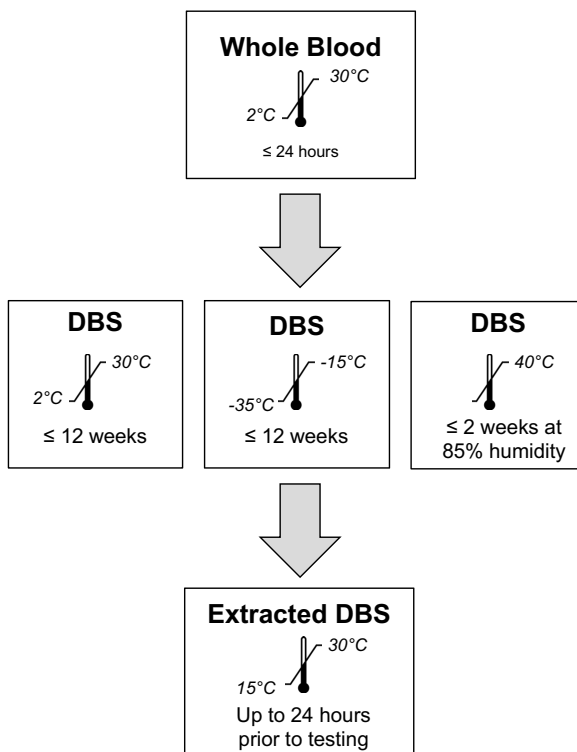 Whole Blood
30°C
2°C
≤ 24 hours
DBS
30°C
2°C
≤ 12 weeks
DBS
-15°C
-35°C
≤ 12 weeks
DBS
40°C
≤ 2 weeks at
85% humidity
Extracted DBS
30°C
15°C
Up to 24 hours
prior to testing